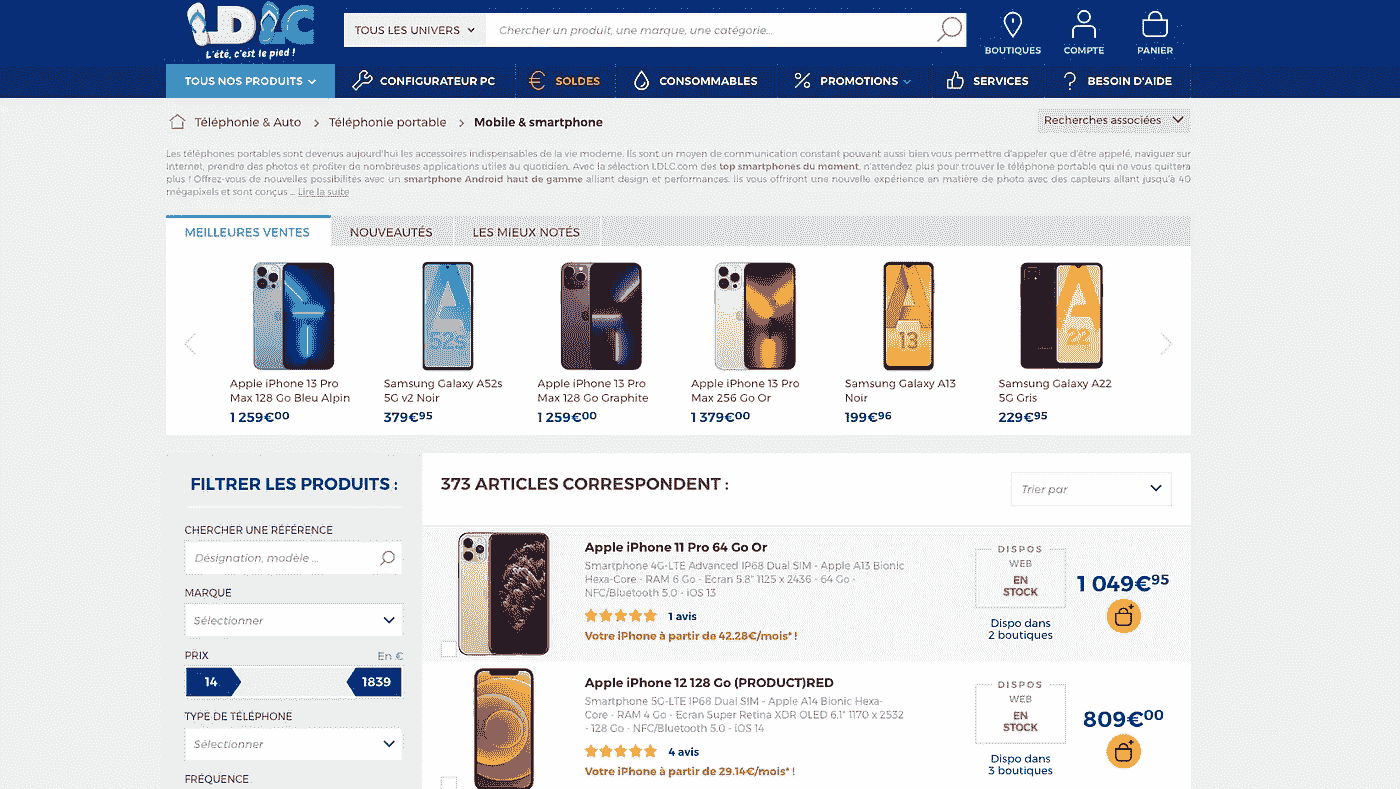 LDLC
L'été, c'est le pied !
TOUS LES UNIVERS
Chercher un produit, une marque, une catégorie...
BOUTIQUES
COMPTE
PANIER
TOUS NOS PRODUITS
CONFIGURATEUR PC
SOLDES
CONSOMMABLES
PROMOTIONS
SERVICES
BESOIN D'AIDE
Téléphonie & Auto > Téléphonie portable > Mobile & smartphone
Recherches associées
Les téléphones portables sont devenus aujourd'hui les accessoires indispensables de la vie moderne. Ils sont un moyen de communication constant pouvant aussi bien vous permettre d'appeler que d'être appelé, naviguer sur
Internet, prendre des photos et profiter de nombreuses applications utiles au quotidien. Avec la sélection LDLC.com des top smartphones du moment, n'attendez plus pour trouver le téléphone portable qui ne vous quittera
plus ! Offrez-vous de nouvelles possibilités avec un smartphone Android haut de gamme alliant design et performances. Ils vous offriront une nouvelle expérience en matière de photo avec des capteurs allant jusqu'à 40
mégapixels et sont conçus ... Lire la suite
MEILLEURES VENTES
NOUVEAUTÉS
LES MIEUX NOTÉS
A
52s
A
13
A
22
Apple iPhone 13 Pro
Max 128 Go Bleu Alpin
1 259€00
Samsung Galaxy A52s
5G v2 Noir
379€95
Apple iPhone 13 Pro
Max 128 Go Graphite
1 259€00
Apple iPhone 13 Pro
Max 256 Go Or
1 379€00
Samsung Galaxy A13
Noir
199€96
Samsung Galaxy A22
5G Gris
229€95
FILTRER LES PRODUITS :
CHERCHER UNE RÉFÉRENCE
Désignation, modèle ...
MARQUE
Sélectionner
PRIX
En €
14
1839
TYPE DE TÉLÉPHONE
Sélectionner
FRÉQUENCE
373 ARTICLES CORRESPONDENT :
Trier par
Apple iPhone 11 Pro 64 Go Or
Smartphone 4G-LTE Advanced IP68 Dual SIM - Apple A13 Bionic
Hexa-Core - RAM 6 Go - Ecran 5.8" 1125 x 2436 - 64 Go -
NFC/Bluetooth 5.0 - iOS 13
1 avis
Votre iPhone à partir de 42.28€/mois* !
DISPOS
WEB
EN
STOCK
Dispo dans
2 boutiques
1 049€95
Apple iPhone 12 128 Go (PRODUCT)RED
Smartphone 5G-LTE IP68 Dual SIM - Apple A14 Bionic Hexa-
Core - RAM 4 Go - Ecran Super Retina XDR OLED 6.1" 1170 x 2532
- 128 Go - NFC/Bluetooth 5.0 - iOS 14
4 avis
Votre iPhone à partir de 29.14€/mois* !
DISPOS
WEB
EN
STOCK
Dispo dans
3 boutiques
809€00